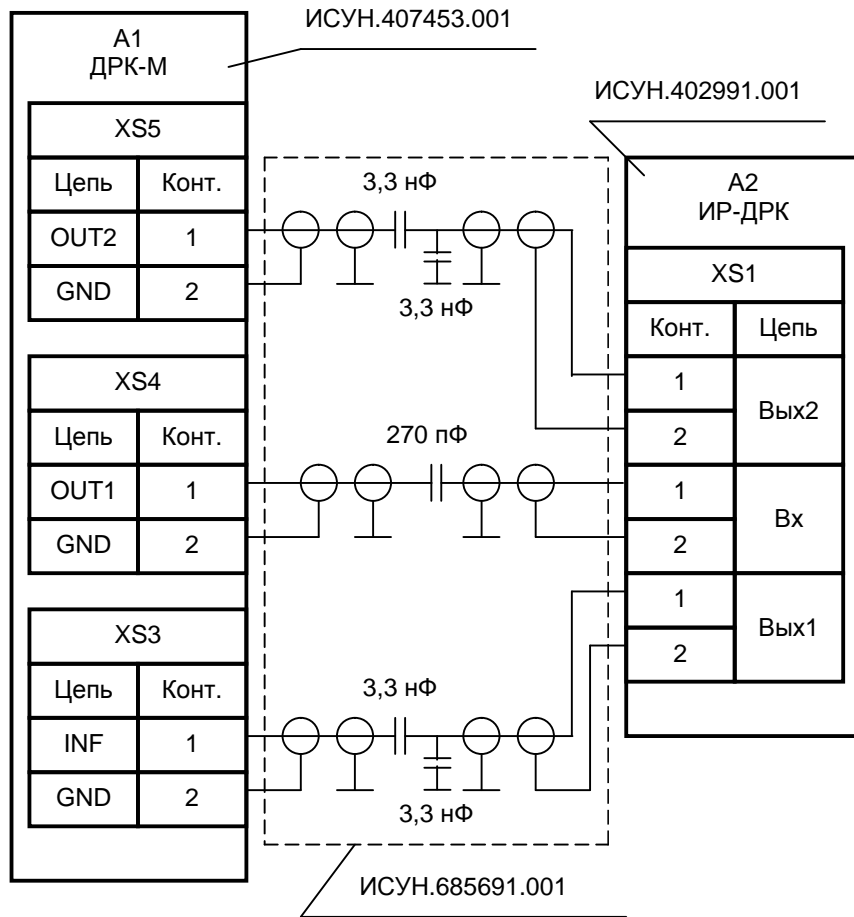 ИСУН.407453.001
А1
ДРК-М
ИСУН.402991.001
XS5
Цепь Конт.
OUT2 1
GND 2
3,3 нФ
3,3 нФ
А2
ИР-ДРК
XS1
Конт. Цепь
1 Вых2
2
1 Вх
2
1 Вых1
2
XS4
Цепь Конт.
OUT1 1
GND 2
270 пФ
XS3
Цепь Конт.
INF 1
GND 2
3,3 нФ
3,3 нФ
ИСУН.685691.001